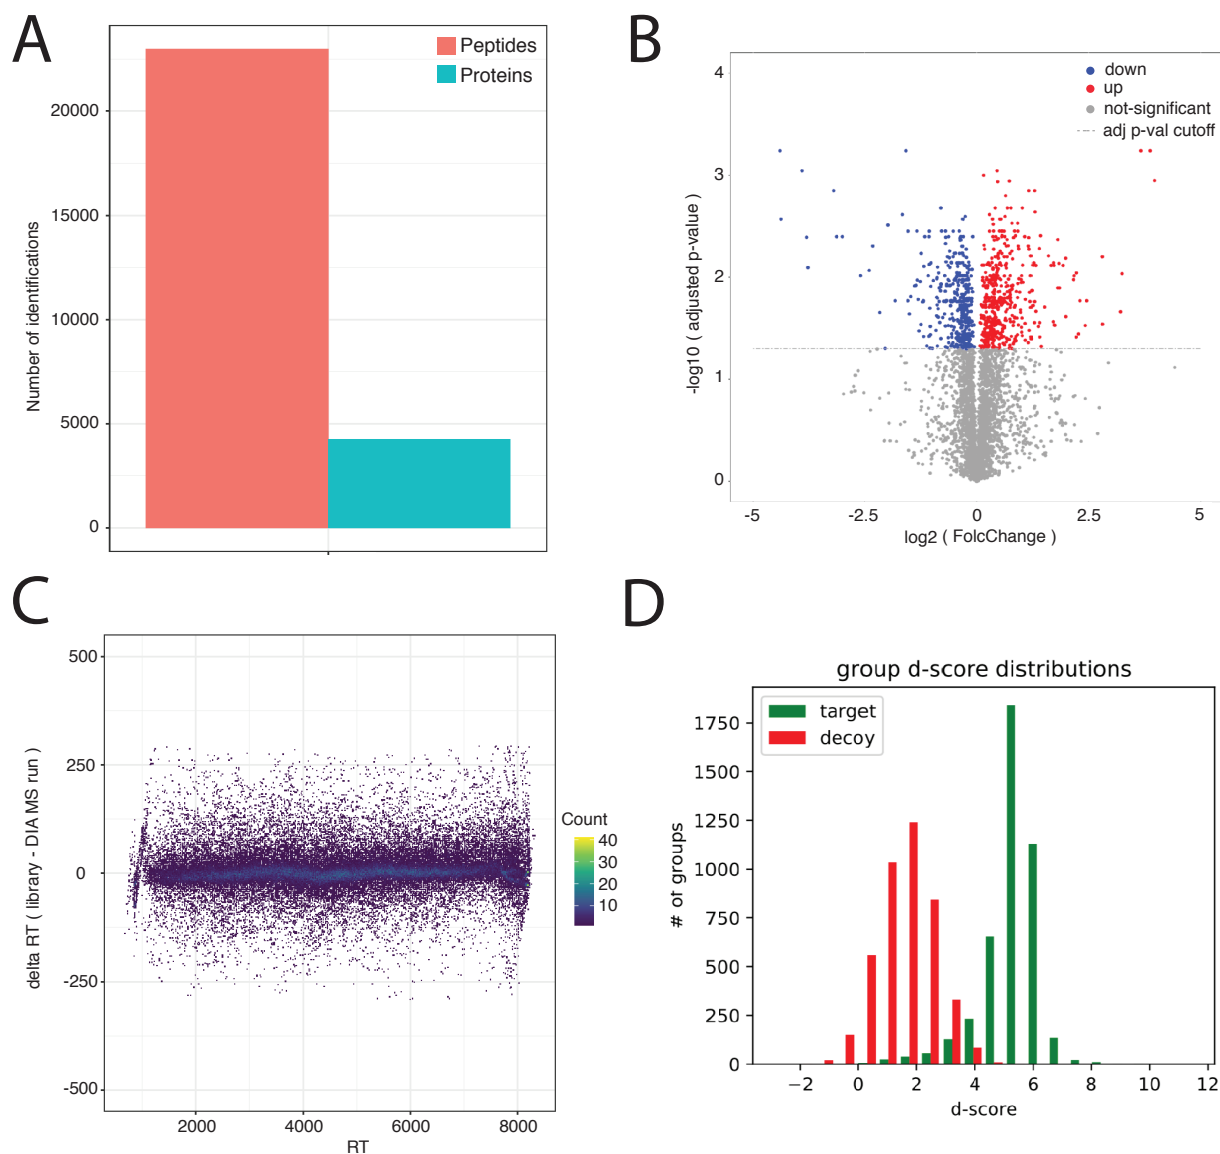 A
Peptides
Proteins
20000
15000
10000
5000
0
Number of identifications
B
down
up
not-significant
adj p-val cutoff
4
3
2
1
0
-log10 ( adjusted p-value )
-5
-2.5
0
2.5
5
log2 ( FolcChange )
C
500
250
0
-250
-500
delta RT ( library - DIA MS run )
2000
4000
6000
8000
RT
Count
40
30
20
10
D
group d-score distributions
target
decoy
1750
1500
1250
1000
750
500
250
0
# of groups
−2
0
2
4
6
8
10
12
d-score